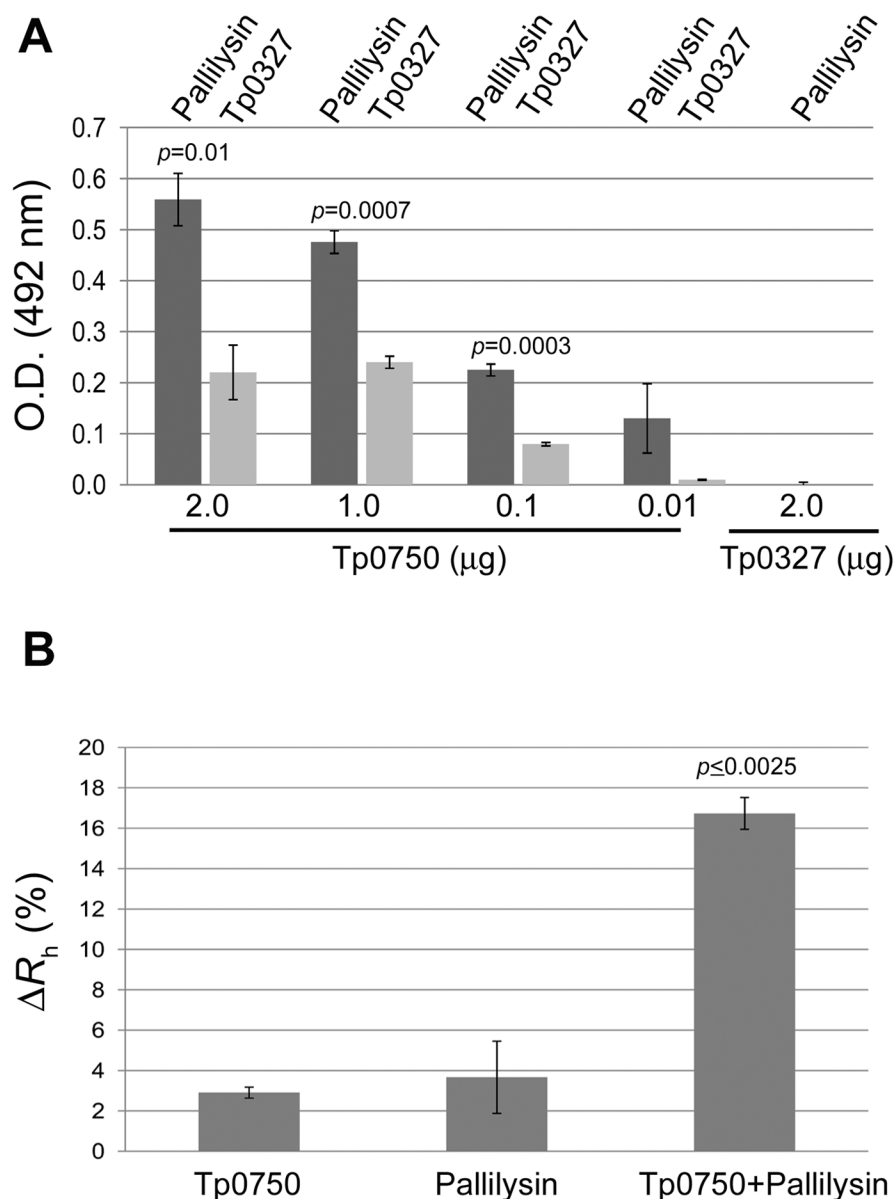 A
Pallilysin Tp0327 Pallilysin Tp0327 Pallilysin Tp0327 Pallilysin Tp0327 Pallilysin
O.D. (492 nm)
0.7
0.6
0.5
0.4
0.3
0.2
0.1
0.0
p=0.01
p=0.0007
p=0.0003
2.0 1.0 0.1 0.01 2.0
Tp0750 (μg) Tp0327 (μg)
B
ΔRh (%)
20
18
16
14
12
10
8
6
4
2
0
p≤0.0025
Tp0750 Pallilysin Tp0750+Pallilysin